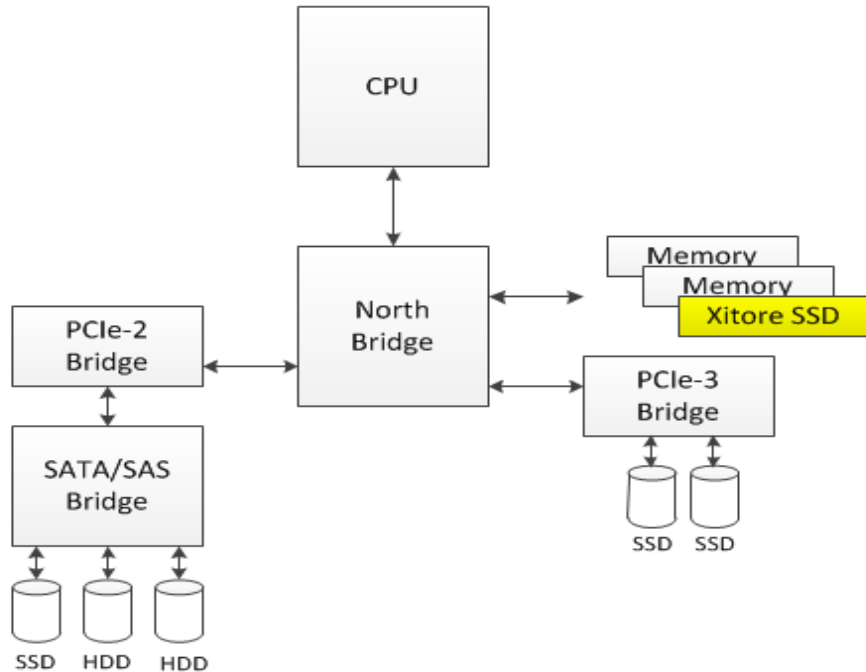 CPU
North
Bridge
Memory
Memory
Xitore SSD
PCIe-2
Bridge
PCIe-3
Bridge
SATA/SAS
Bridge
SSD
SSD
SSD
HDD
HDD